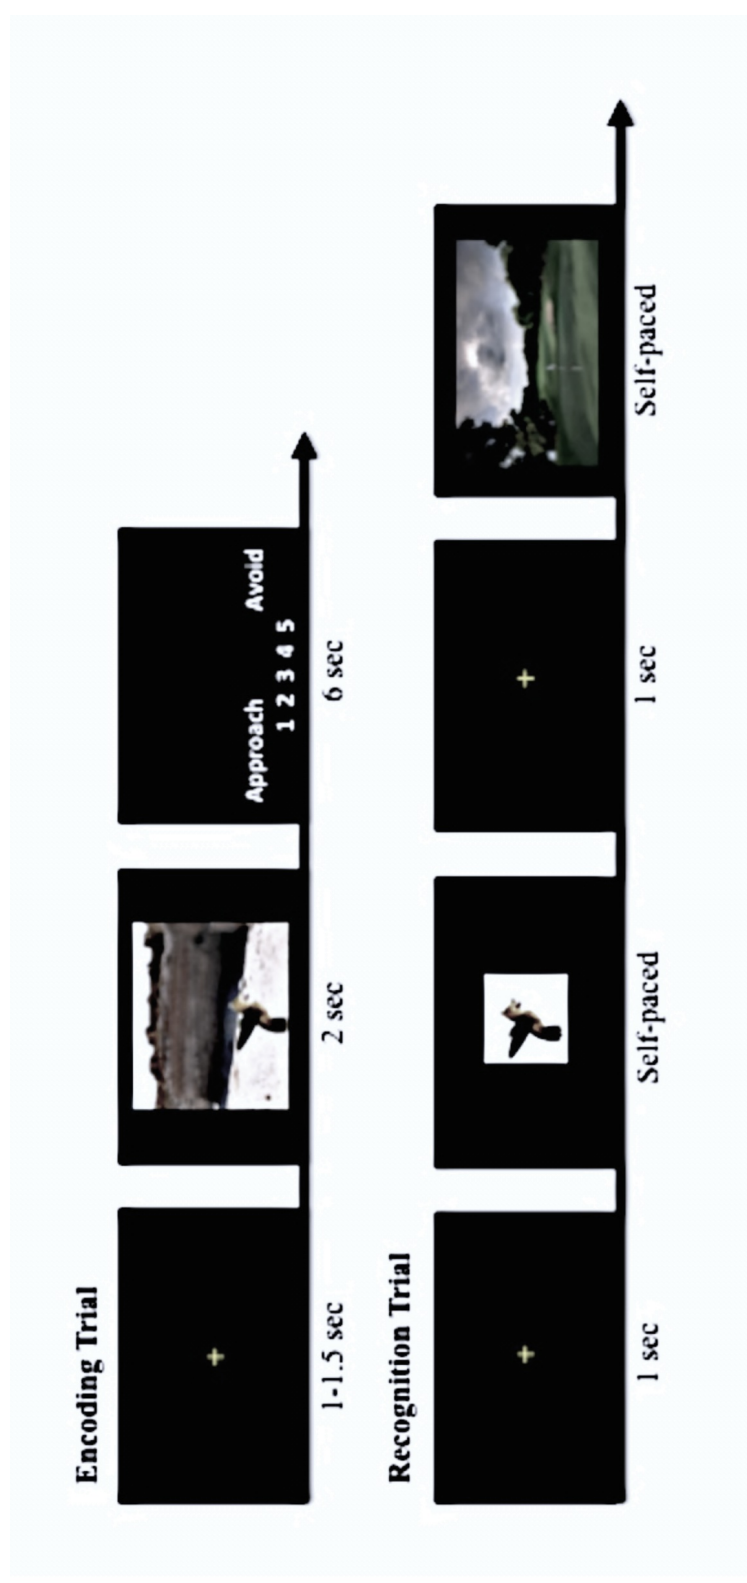 Encoding Trial
Approach Avoid
1 2 3 4 5
1-1.5 sec 2 sec 6 sec
Recognition Trial
1 sec Self-paced 1 sec Self-paced